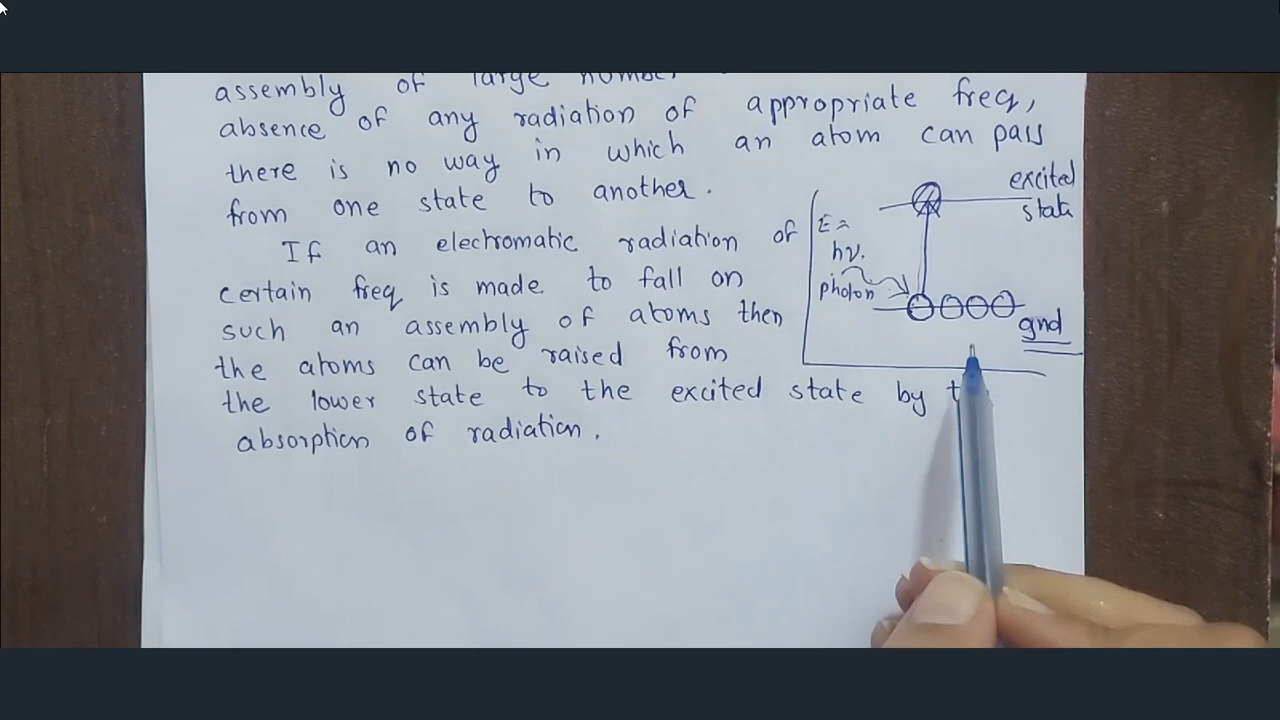 assembly of large number
absence of any radiation of appropriate freq,
there is no way in which an atom can pass
from one state to another.
If an electromatic radiation of
certain freq is made to fall on
such an assembly of atoms then
the atoms can be raised from
the lower state to the excited state by t
absorption of radiation.
excited
state
E =
hν.
photon
gnd